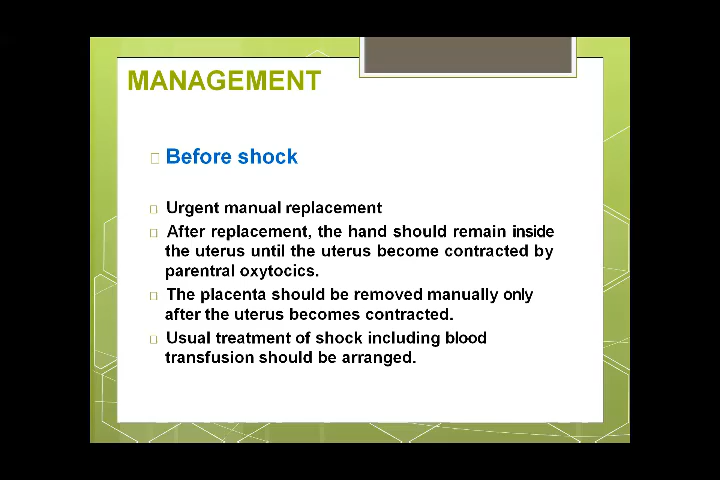 MANAGEMENT
Before shock
Urgent manual replacement
After replacement, the hand should remain inside
the uterus until the uterus become contracted by
parentral oxytocics.
The placenta should be removed manually only
after the uterus becomes contracted.
Usual treatment of shock including blood
transfusion should be arranged.